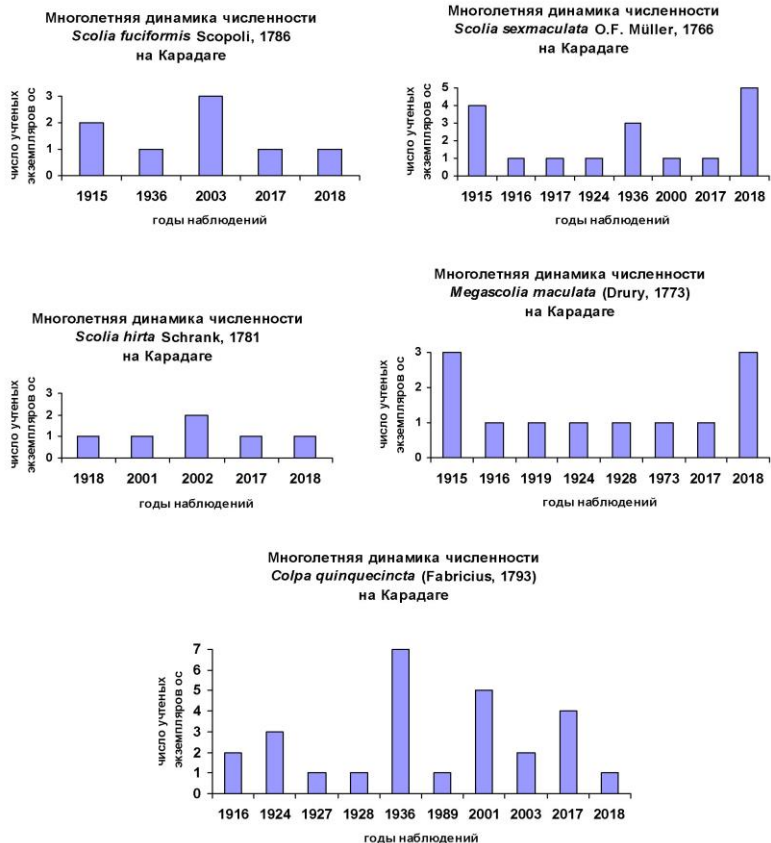 Многолетняя динамика численности
Scolia fuciformis Scopoli, 1786
на Карадаге
число учтеных
экземпляров ос
3
2
1
0
1915 1936 2003 2017 2018
годы наблюдений
Многолетняя динамика численности
Scolia sexmaculata O.F. Müller, 1766
на Карадаге
число учтеных
экземпляров ос
5
4
3
2
1
0
1915 1916 1917 1924 1936 2000 2017 2018
годы наблюдений
Многолетняя динамика численности
Scolia hirta Schrank, 1781
на Карадаге
число учтеных
экземпляров ос
3
2
1
0
1918 2001 2002 2017 2018
годы наблюдений
Многолетняя динамика численности
Megascolia maculata (Drury, 1773)
на Карадаге
число учтеных
экземпляров ос
3
2
1
0
1915 1916 1919 1924 1928 1973 2017 2018
годы наблюдений
Многолетняя динамика численности
Colpa quinquecincta (Fabricius, 1793)
на Карадаге
число учтеных
экземпляров ос
7
6
5
4
3
2
1
0
1916 1924 1927 1928 1936 1989 2001 2003 2017 2018
годы наблюдений